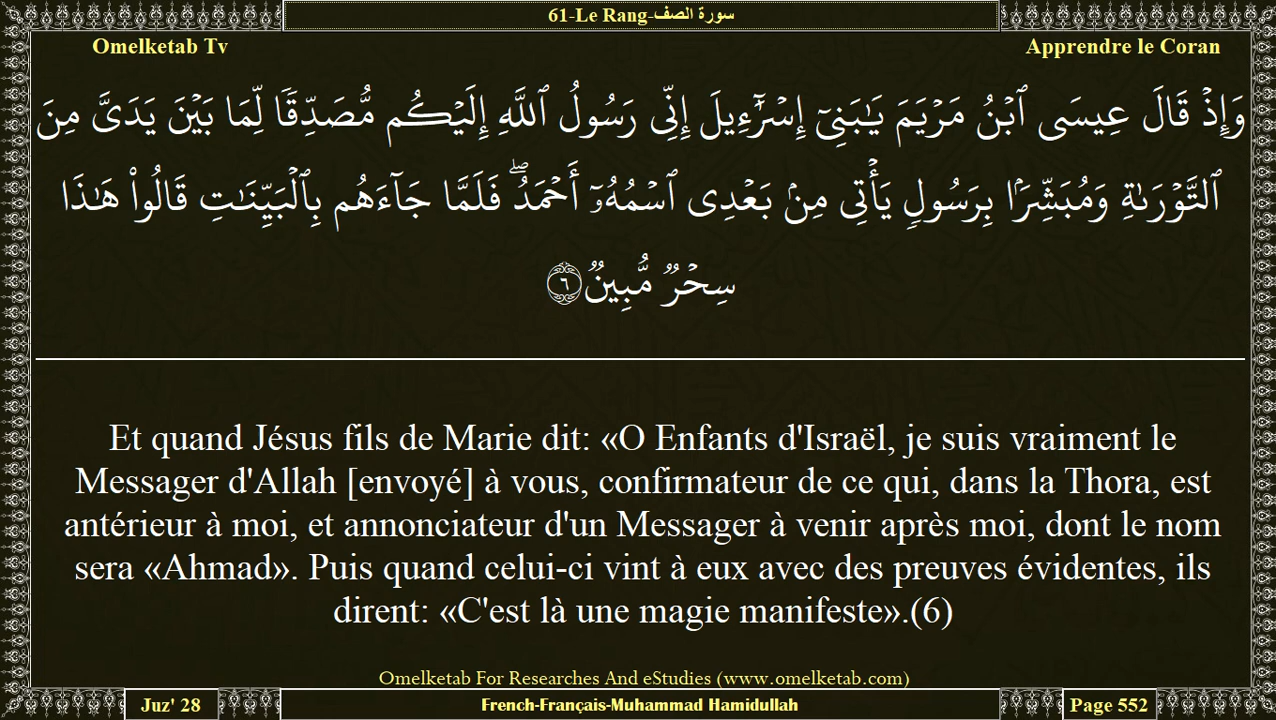 61-Le Rang-سورة الصف
Omelketab Tv
Apprendre le Coran
وَإِذْ قَالَ عِيسَى ٱبْنُ مَرْيَمَ يَـٰبَنِىٓ إِسْرَٰٓءِيلَ إِنِّى رَسُولُ ٱللَّهِ إِلَيْكُم مُّصَدِّقًۭا لِّمَا بَيْنَ يَدَىَّ مِنَ
ٱلتَّوْرَىٰةِ وَمُبَشِّرًۢا بِرَسُولٍۢ يَأْتِى مِنۢ بَعْدِى ٱسْمُهُۥٓ أَحْمَدُ ۖ فَلَمَّا جَآءَهُم بِٱلْبَيِّنَـٰتِ قَالُوا۟ هَـٰذَا
سِحْرٌۭ مُّبِينٌۭ ٦
Et quand Jésus fils de Marie dit: «O Enfants d'Israël, je suis vraiment le
Messager d'Allah [envoyé] à vous, confirmateur de ce qui, dans la Thora, est
antérieur à moi, et annonciateur d'un Messager à venir après moi, dont le nom
sera «Ahmad». Puis quand celui-ci vint à eux avec des preuves évidentes, ils
dirent: «C'est là une magie manifeste».(6)
Omelketab For Researches And eStudies (www.omelketab.com)
Juz' 28
French-Français-Muhammad Hamidullah
Page 552